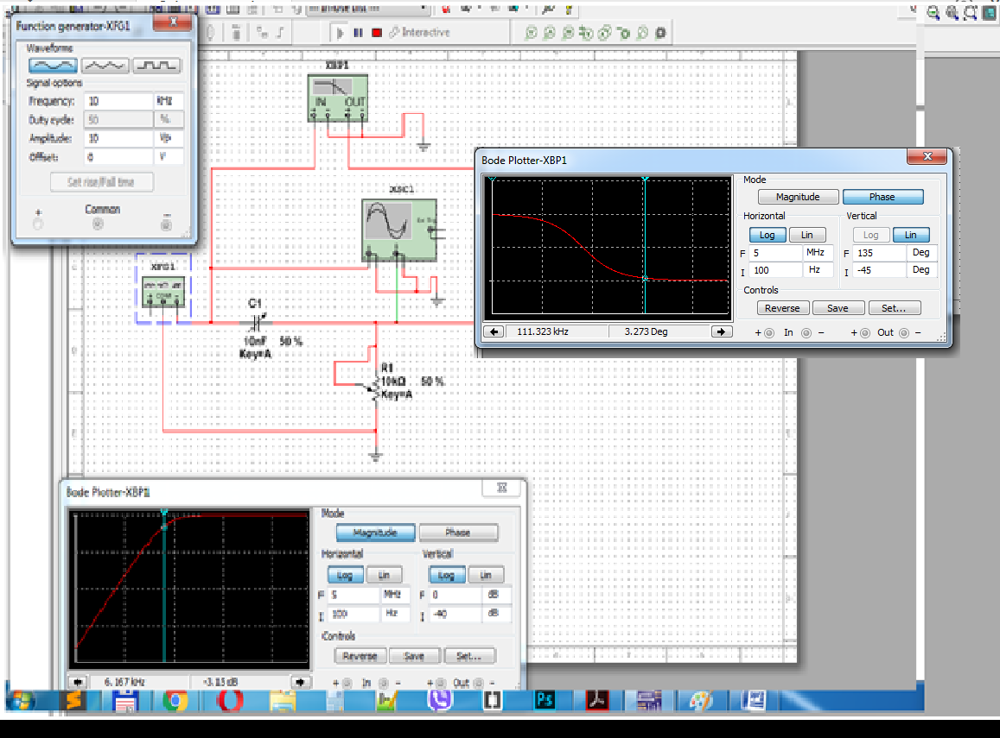 Function generator-XFG1
Waveforms
Signal options
Frequency: 10 kHz
Duty cycle: 50 %
Amplitude: 10 Vp
Offset: 0 V
Set rise/Fall time
+ Common −
Interactive
XBP1
IN OUT
XSC1
XFG1
COM
C1
10nF 50 %
Key=A
R1
10kΩ 50 %
Key=A
Bode Plotter-XBP1
Mode
Magnitude Phase
Horizontal Vertical
Log Lin Log Lin
F 5 MHz F 135 Deg
I 100 Hz I -45 Deg
Controls
Reverse Save Set...
111.323 kHz 3.273 Deg
+ In − + Out −
Bode Plotter-XBP1
Mode
Magnitude Phase
Horizontal Vertical
Log Lin Log Lin
F 5 MHz F 0 dB
I 100 Hz I -40 dB
Controls
Reverse Save Set...
6.167 kHz -3.15 dB
+ In − + Out −
Ps